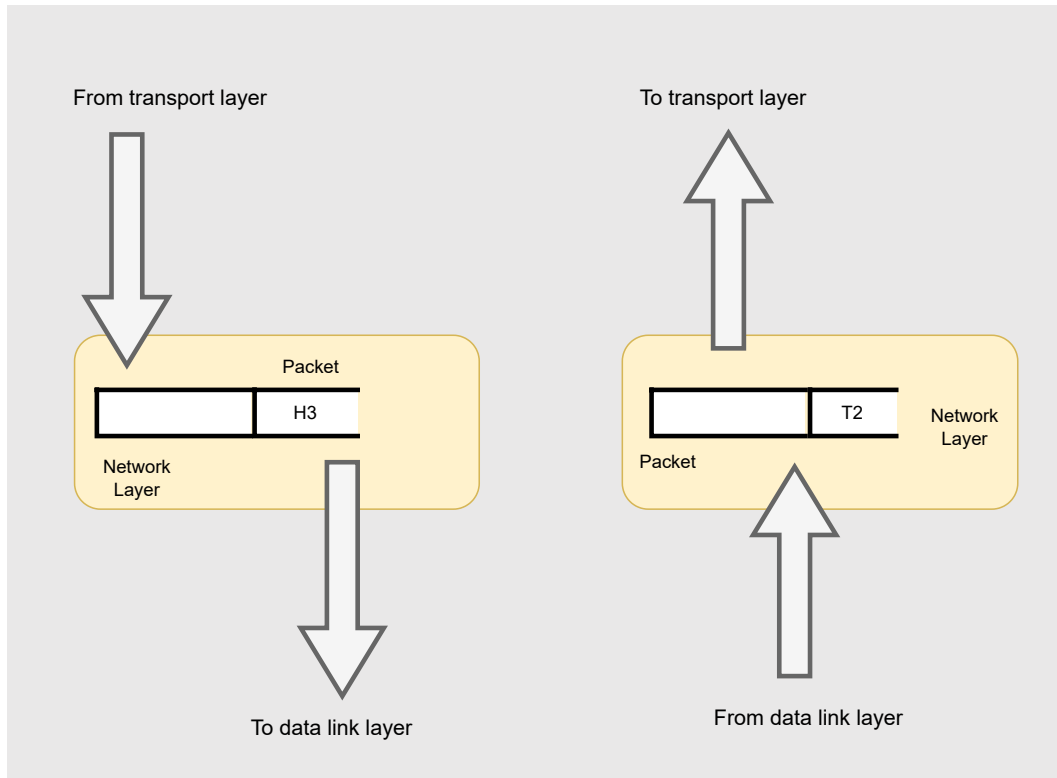 From transport layer
To transport layer
Packet
H3
Network
Layer
To data link layer
T2
Network
Layer
Packet
From data link layer